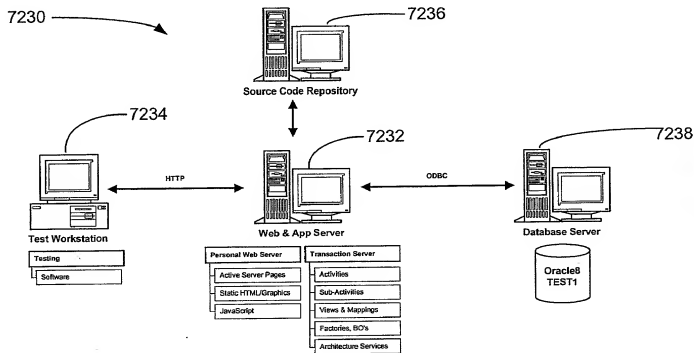 7230
7236
Source Code Repository
7234
7232
7238
HTTP
ODBC
Test Workstation
Web & App Server
Database Server
Testing
Software
Personal Web Server
Active Server Pages
Static HTML/Graphics
JavaScript
Transaction Server
Activities
Sub-Activities
Views & Mappings
Factories, BO's
Architecture Services
Oracle8
TEST1